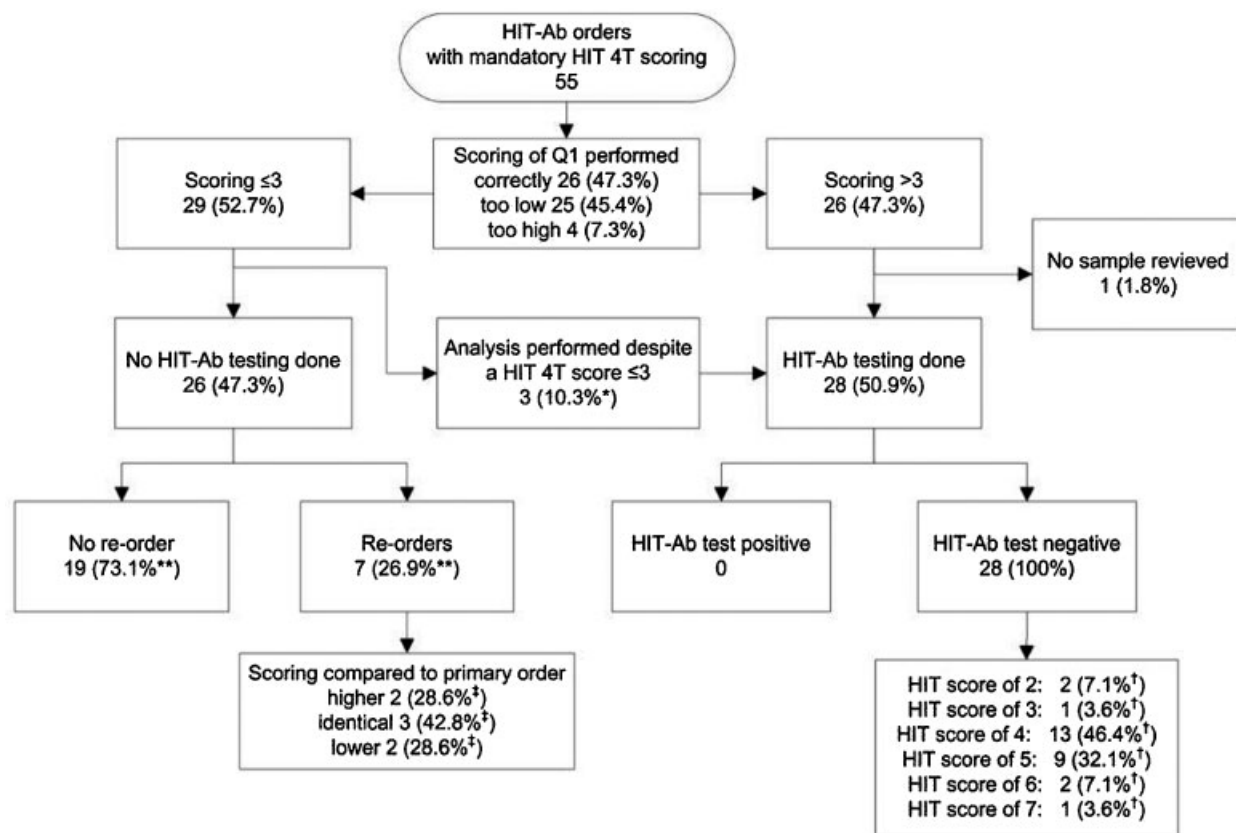 HIT-Ab orders
with mandatory HIT 4T scoring
55
Scoring ≤3
29 (52.7%)
Scoring of Q1 performed
correctly 26 (47.3%)
too low 25 (45.4%)
too high 4 (7.3%)
Scoring >3
26 (47.3%)
No sample revieved
1 (1.8%)
No HIT-Ab testing done
26 (47.3%)
Analysis performed despite
a HIT 4T score ≤3
3 (10.3%*)
HIT-Ab testing done
28 (50.9%)
No re-order
19 (73.1%**)
Re-orders
7 (26.9%**)
HIT-Ab test positive
0
HIT-Ab test negative
28 (100%)
Scoring compared to primary order
higher 2 (28.6%‡)
identical 3 (42.8%‡)
lower 2 (28.6%‡)
HIT score of 2: 2 (7.1%†)
HIT score of 3: 1 (3.6%†)
HIT score of 4: 13 (46.4%†)
HIT score of 5: 9 (32.1%†)
HIT score of 6: 2 (7.1%†)
HIT score of 7: 1 (3.6%†)